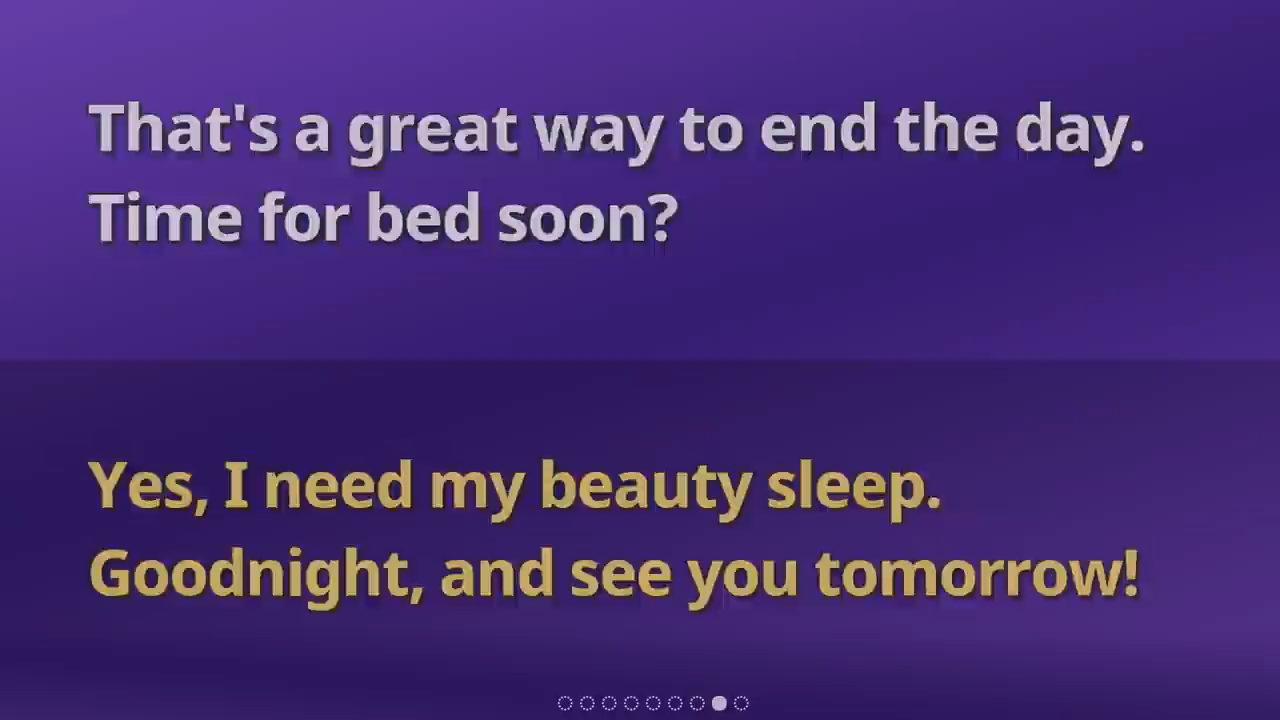 That's a great way to end the day.
Time for bed soon?
Yes, I need my beauty sleep.
Goodnight, and see you tomorrow!